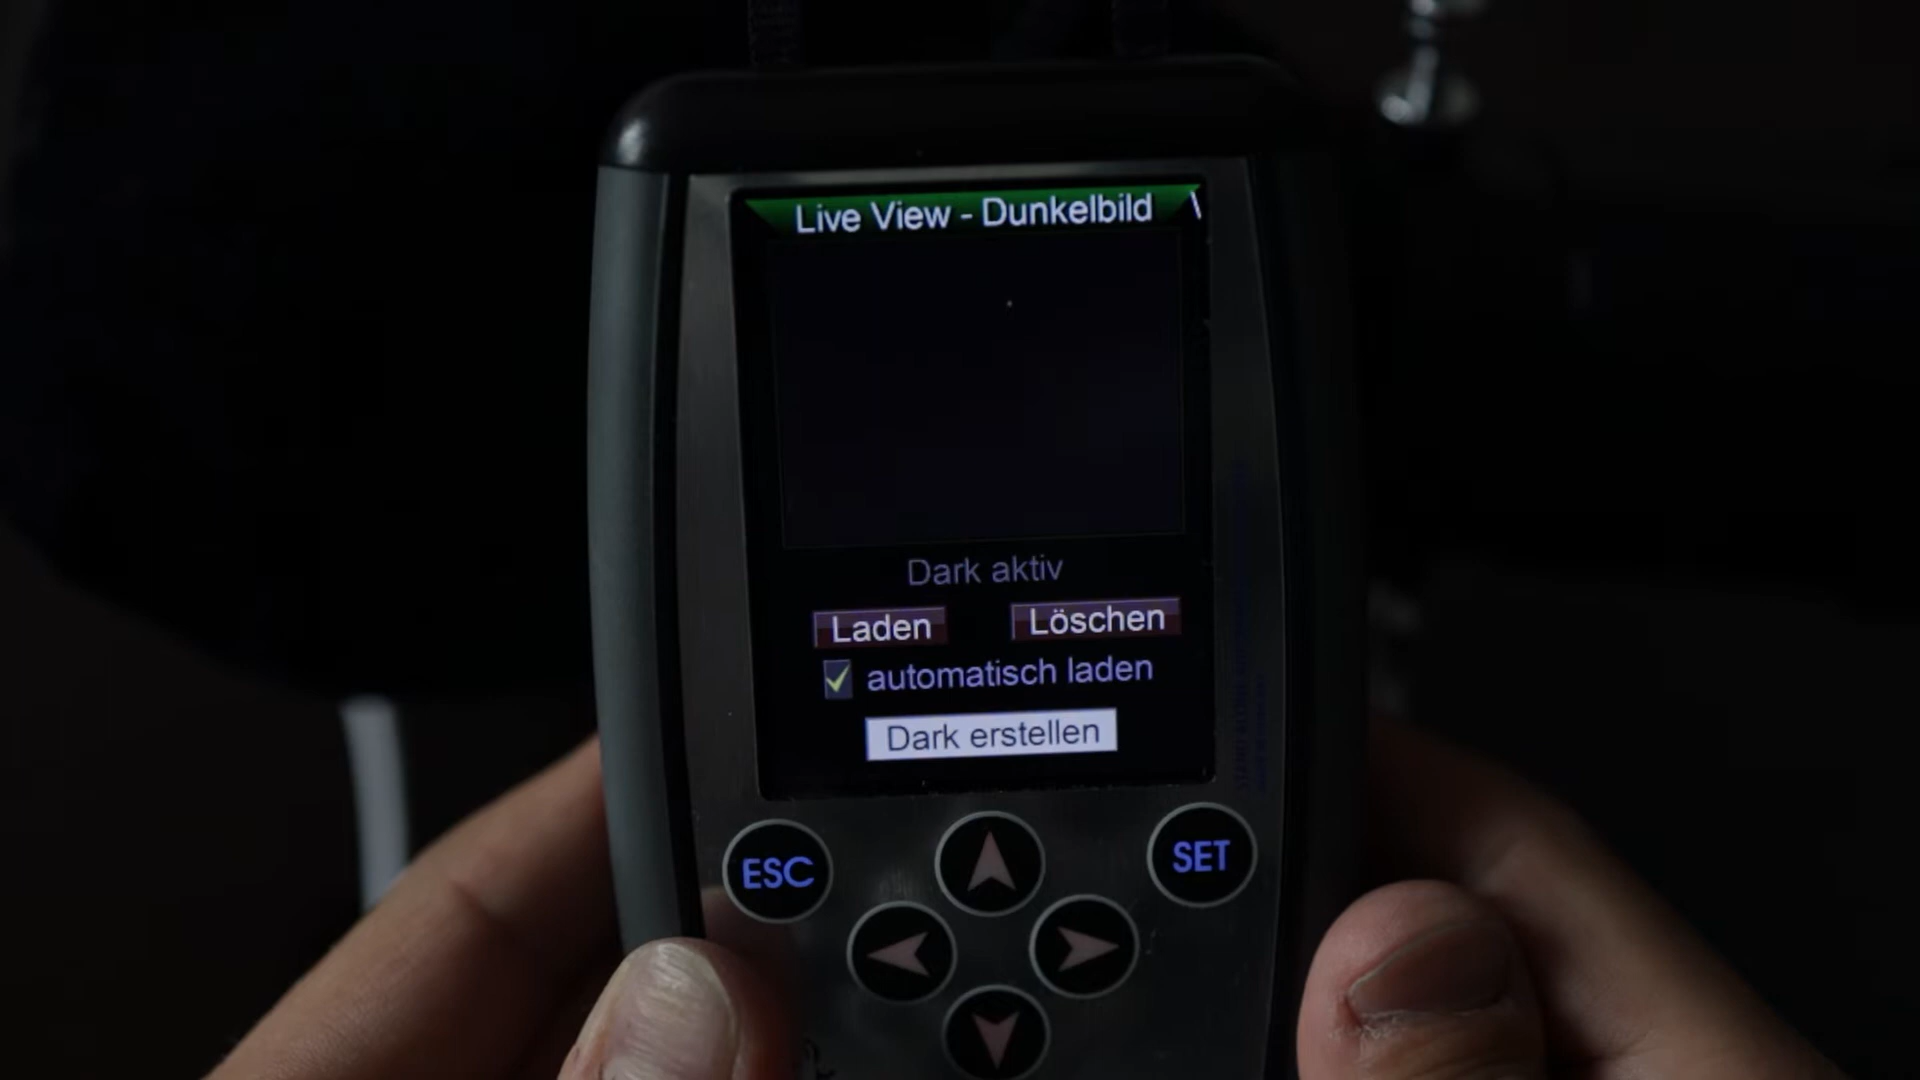 Live View - Dunkelbild
Dark aktiv
Laden Löschen
automatisch laden
Dark erstellen
ESC SET